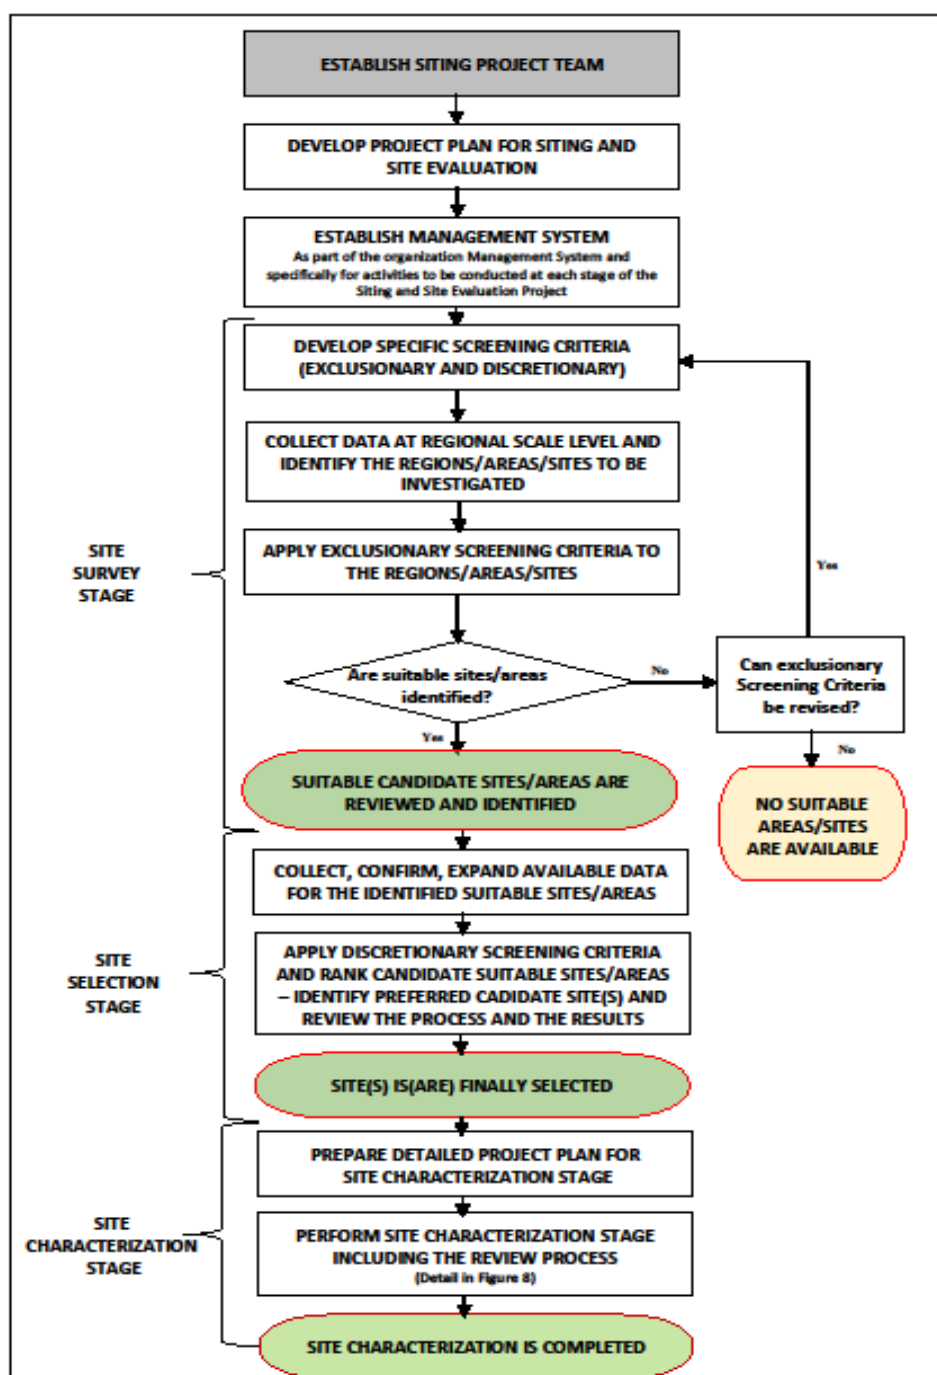 ESTABLISH SITING PROJECT TEAM
DEVELOP PROJECT PLAN FOR SITING AND
SITE EVALUATION
ESTABLISH MANAGEMENT SYSTEM
As part of the organization Management System and
specifically for activities to be conducted at each stage of the
Siting and Site Evaluation Project
DEVELOP SPECIFIC SCREENING CRITERIA
(EXCLUSIONARY AND DISCRETIONARY)
COLLECT DATA AT REGIONAL SCALE LEVEL AND
IDENTIFY THE REGIONS/AREAS/SITES TO BE
INVESTIGATED
SITE
SURVEY
STAGE
APPLY EXCLUSIONARY SCREENING CRITERIA TO
THE REGIONS/AREAS/SITES
Yes
Are suitable sites/areas
identified?
No
Can exclusionary
Screening Criteria
be revised?
Yes
No
SUITABLE CANDIDATE SITES/AREAS ARE
REVIEWED AND IDENTIFIED
NO SUITABLE
AREAS/SITES
ARE AVAILABLE
COLLECT, CONFIRM, EXPAND AVAILABLE DATA
FOR THE IDENTIFIED SUITABLE SITES/AREAS
SITE
SELECTION
STAGE
APPLY DISCRETIONARY SCREENING CRITERIA
AND RANK CANDIDATE SUITABLE SITES/AREAS
– IDENTIFY PREFERRED CADIDATE SITE(S) AND
REVIEW THE PROCESS AND THE RESULTS
SITE(S) IS(ARE) FINALLY SELECTED
PREPARE DETAILED PROJECT PLAN FOR
SITE CHARACTERIZATION STAGE
SITE
CHARACTERIZATION
STAGE
PERFORM SITE CHARACTERIZATION STAGE
INCLUDING THE REVIEW PROCESS
(Detail in Figure 8)
SITE CHARACTERIZATION IS COMPLETED